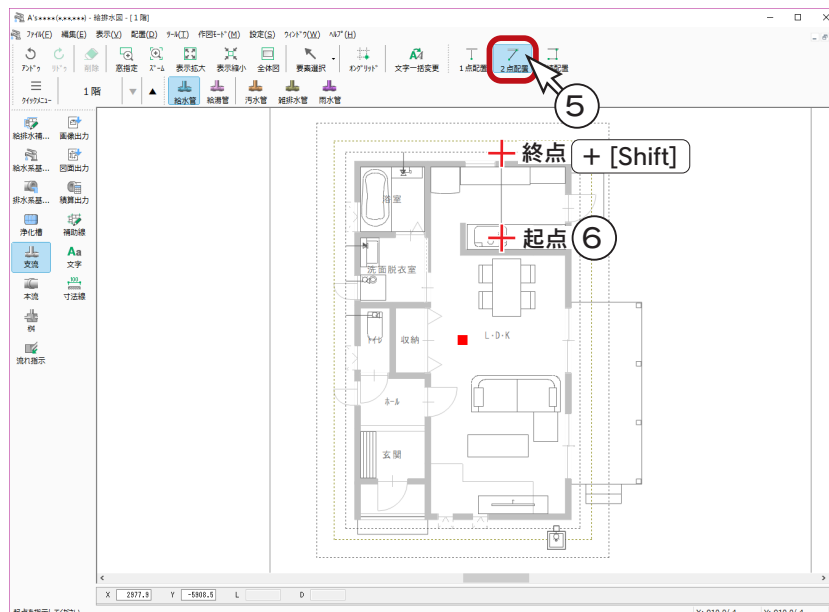 A's****(*.**.***) - 給排水図 - [1 階]
ﾌｧｲﾙ(F) 編集(E) 表示(V) 配置(D) ﾂｰﾙ(T) 作図ﾓｰﾄﾞ(M) 設定(S) ｳｨﾝﾄﾞｳ(W) ﾍﾙﾌﾟ(H)
ｱﾝﾄﾞｩ ﾘﾄﾞｩ 削除 窓指定 ｽﾞｰﾑ 表示拡大 表示縮小 全体図 要素選択 ｵﾝｸﾞﾘｯﾄﾞ 文字一括変更 1点配置 2点配置 配置
ｸｲｯｸﾒﾆｭｰ 1 階 給水管 給湯管 汚水管 雑排水管 雨水管
⑤
給排水補... 画像出力
給水系基... 図面出力
排水系基... 積算出力
浄化槽 補助線
支流 文字
本流 寸法線
桝
流れ指示
終点 + [Shift]
起点 ⑥
浴室
洗面脱衣室
トイレ 収納 L・D・K
ホール
玄関
X 2977.9 Y -5908.5 L D